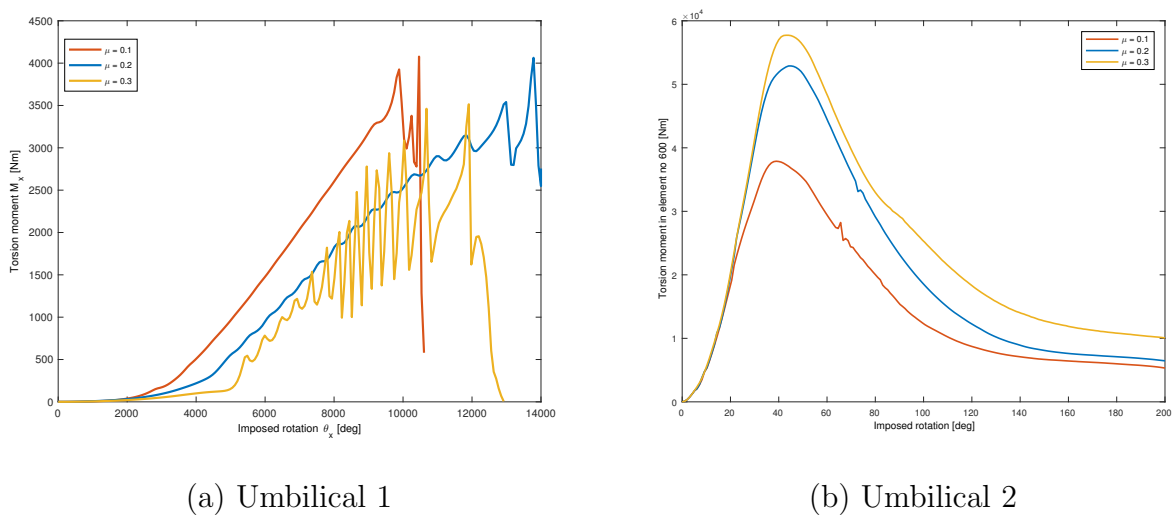 4500
4000
3500
3000
2500
2000
1500
1000
500
0
Torsion moment M_x [Nm]
μ = 0.1
μ = 0.2
μ = 0.3
0 2000 4000 6000 8000 10000 12000 14000
Imposed rotation θ_x [deg]
(a) Umbilical 1
×10^4
6
5
4
3
2
1
0
Torsion moment in element no 600 [Nm]
μ = 0.1
μ = 0.2
μ = 0.3
0 20 40 60 80 100 120 140 160 180 200
Imposed rotation [deg]
(b) Umbilical 2